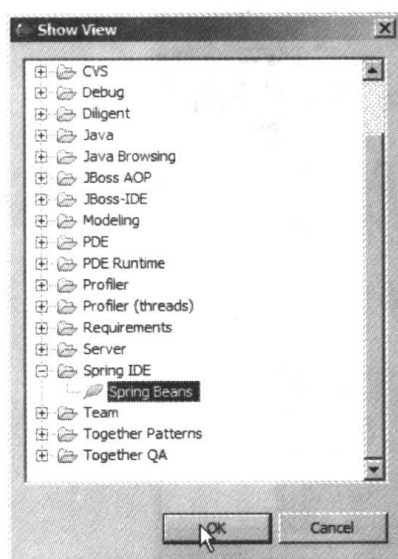 Show View
CVS
Debug
Diligent
Java
Java Browsing
JBoss AOP
JBoss-IDE
Modeling
PDE
PDE Runtime
Profiler
Profiler (threads)
Requirements
Server
Spring IDE
Spring Beans
Team
Together Patterns
Together QA
OK
Cancel